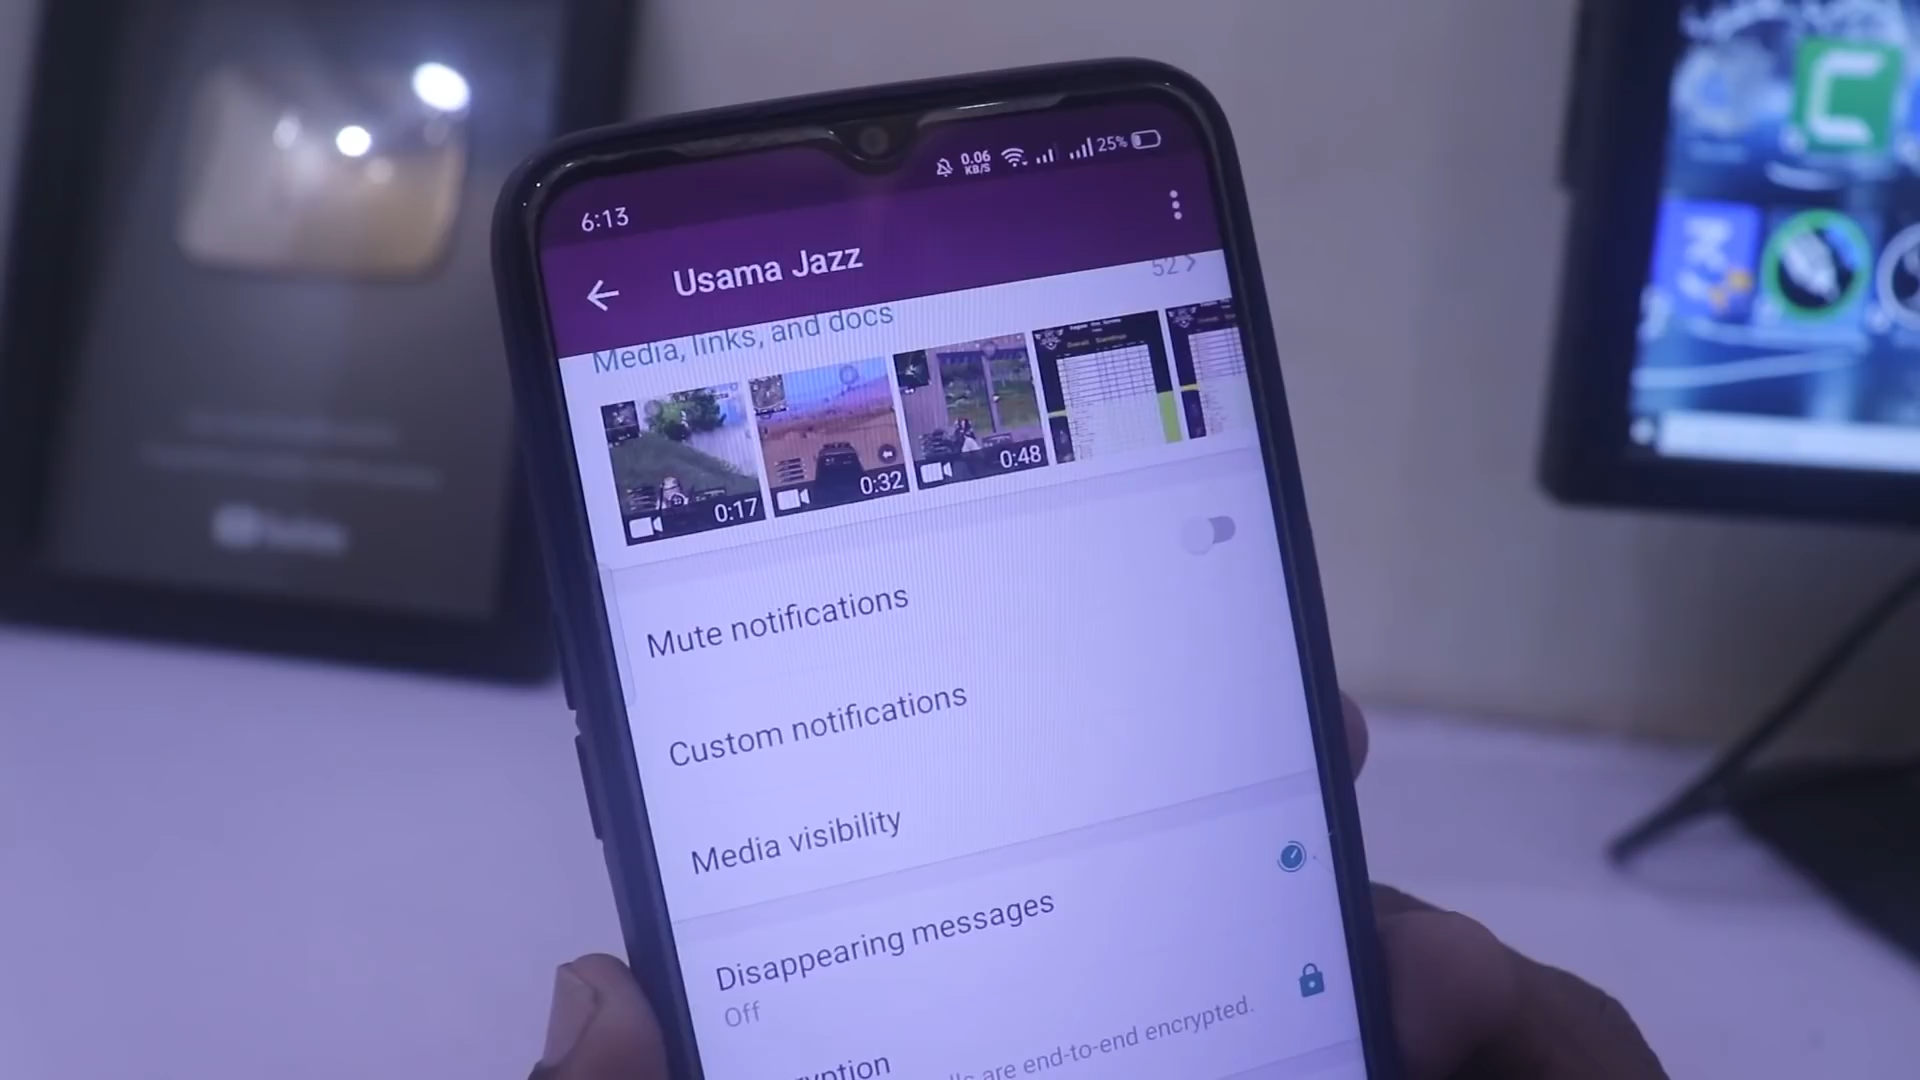 6:13
0.06
KB/S
25%
Usama Jazz
Media, links, and docs
52 >
0:17
0:32
0:48
Mute notifications
Custom notifications
Media visibility
Disappearing messages
Off
are end-to-end encrypted.